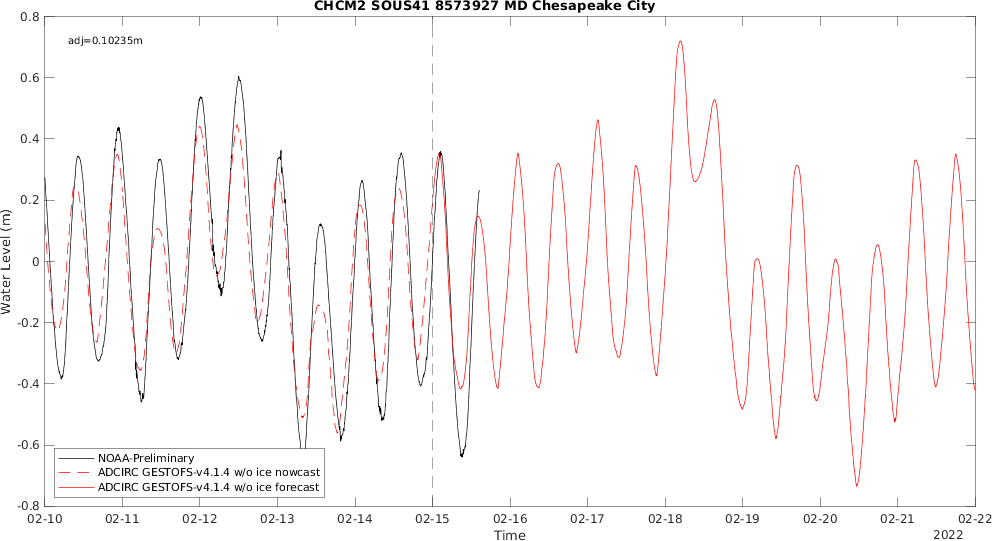 CHCM2 SOUS41 8573927 MD Chesapeake City
adj=0.10235m
0.8
0.6
0.4
0.2
0
-0.2
-0.4
-0.6
-0.8
Water Level (m)
NOAA-Preliminary
ADCIRC GESTOFS-v4.1.4 w/o ice nowcast
ADCIRC GESTOFS-v4.1.4 w/o ice forecast
02-10 02-11 02-12 02-13 02-14 02-15 02-16 02-17 02-18 02-19 02-20 02-21 02-22
Time
2022